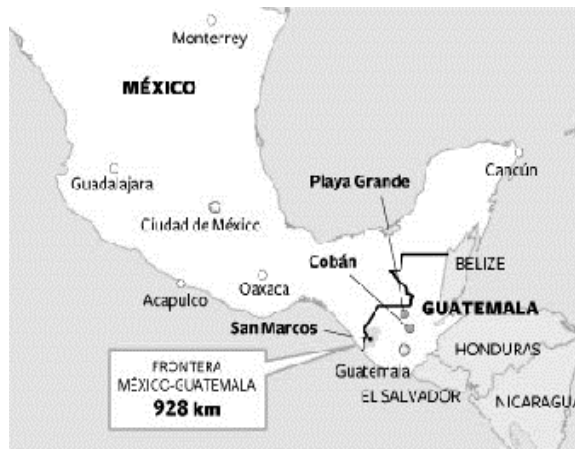 Monterrey
MÉXICO
Guadalajara
Playa Grande
Cancún
Ciudad de México
Cobán
BELIZE
Acapulco
Oaxaca
GUATEMALA
San Marcos
HONDURAS
Guatemala
FRONTERA
MÉXICO-GUATEMALA
928 km
EL SALVADOR
NICARAGUA